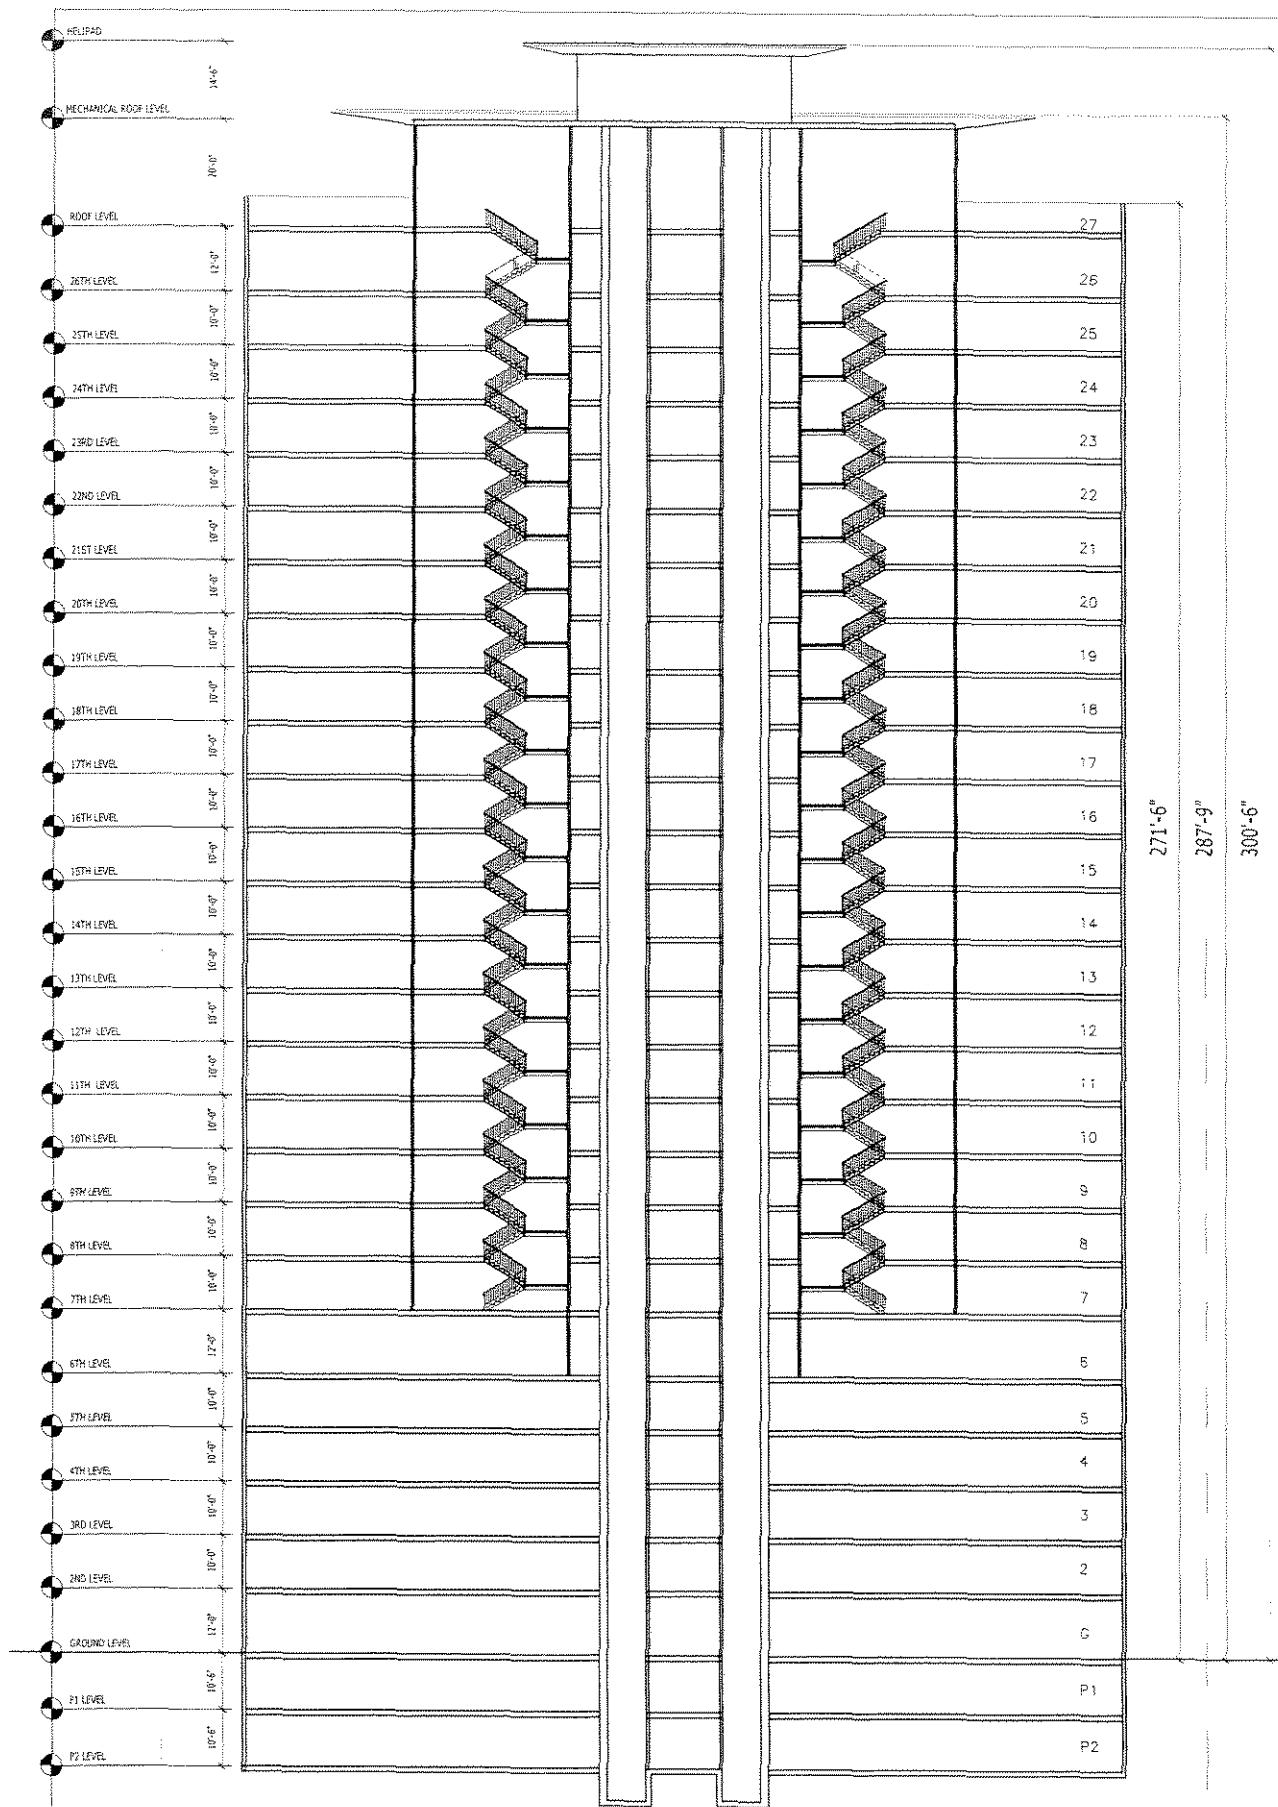 HELIPAD
14'-6"
MECHANICAL ROOF LEVEL
20'-0"
ROOF LEVEL
27
12'-0"
26TH LEVEL
26
10'-0"
25TH LEVEL
25
10'-0"
24TH LEVEL
24
10'-0"
23RD LEVEL
23
10'-0"
22ND LEVEL
22
10'-0"
21ST LEVEL
21
10'-0"
20TH LEVEL
20
10'-0"
19TH LEVEL
19
10'-0"
18TH LEVEL
18
10'-0"
17TH LEVEL
17
10'-0"
16TH LEVEL
16
10'-0"
15TH LEVEL
15
10'-0"
14TH LEVEL
14
10'-0"
13TH LEVEL
13
10'-0"
12TH LEVEL
12
10'-0"
11TH LEVEL
11
10'-0"
10TH LEVEL
10
10'-0"
9TH LEVEL
9
10'-0"
8TH LEVEL
8
10'-0"
7TH LEVEL
7
12'-0"
6TH LEVEL
6
10'-0"
5TH LEVEL
5
10'-0"
4TH LEVEL
4
10'-0"
3RD LEVEL
3
10'-0"
2ND LEVEL
2
12'-0"
GROUND LEVEL
G
10'-6"
P1 LEVEL
P1
10'-6"
P2 LEVEL
P2
271'-6"
287'-9"
300'-6"